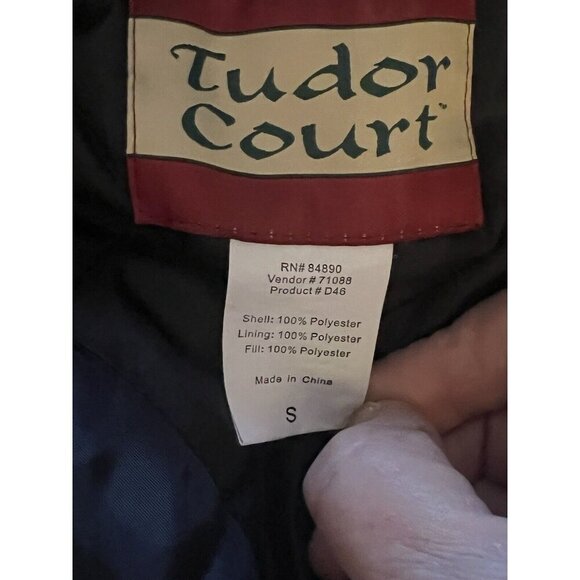 Tudor
Court™
RN# 84890
Vendor # 71088
Product # D46
Shell: 100% Polyester
Lining: 100% Polyester
Fill: 100% Polyester
Made in China
S